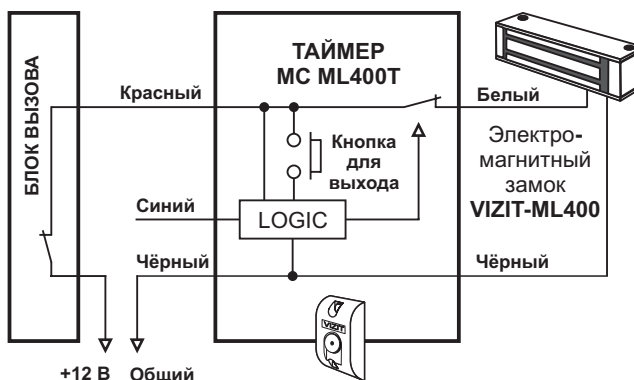 БЛОК ВЫЗОВА
ТАЙМЕР
МС ML400T
Красный
Белый
Кнопка
для
выхода
Электро-
магнитный
замок
VIZIT-ML400
Синий
LOGIC
Чёрный
Чёрный
VIZIT
+12 В
Общий